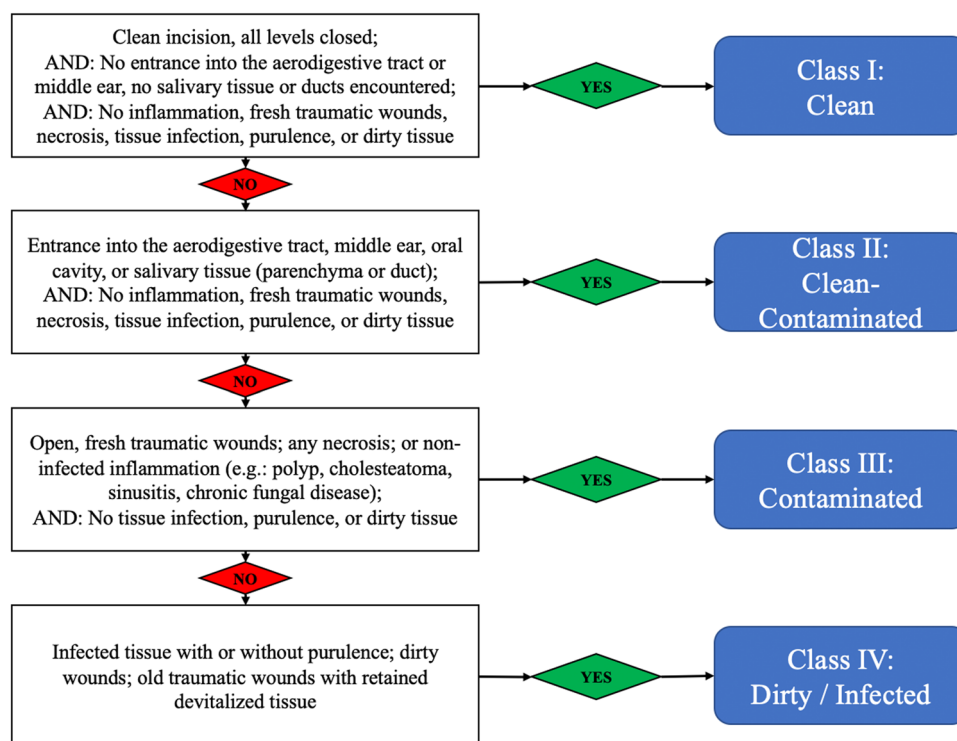 Clean incision, all levels closed;
AND: No entrance into the aerodigestive tract or
middle ear, no salivary tissue or ducts encountered;
AND: No inflammation, fresh traumatic wounds,
necrosis, tissue infection, purulence, or dirty tissue
YES
Class I:
Clean
NO
Entrance into the aerodigestive tract, middle ear, oral
cavity, or salivary tissue (parenchyma or duct);
AND: No inflammation, fresh traumatic wounds,
necrosis, tissue infection, purulence, or dirty tissue
YES
Class II:
Clean-
Contaminated
NO
Open, fresh traumatic wounds; any necrosis; or non-
infected inflammation (e.g.: polyp, cholesteatoma,
sinusitis, chronic fungal disease);
AND: No tissue infection, purulence, or dirty tissue
YES
Class III:
Contaminated
NO
Infected tissue with or without purulence; dirty
wounds; old traumatic wounds with retained
devitalized tissue
YES
Class IV:
Dirty / Infected